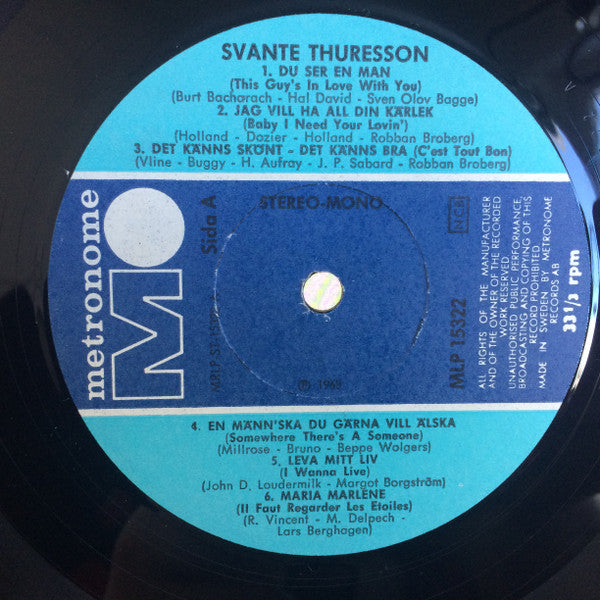 SVANTE THURESSON
1. DU SER EN MAN
(This Guy's In Love With You)
(Burt Bacharach - Hal David - Sven Olov Bagge)
2. JAG VILL HA ALL DIN KÄRLEK
(Baby I Need Your Lovin')
(Holland - Dozier - Holland - Robban Broberg)
3. DET KÄNNS SKÖNT - DET KÄNNS BRA (C'est Tout Bon)
(Vline - Buggy - H. Aufray - J. P. Sabard - Robban Broberg)
metronome
Sida A
STEREO-MONO
NCB
MLP 15322
ALL RIGHTS OF THE MANUFACTURER
AND OF THE OWNER OF THE RECORDED
WORK RESERVED
UNAUTHORISED PUBLIC PERFORMANCE,
BROADCASTING AND COPYING OF THIS
RECORD PROHIBITED
MADE IN SWEDEN BY METRONOME
RECORDS AB
33 1/3 rpm
℗ 1969
4. EN MÄNN'SKA DU GÄRNA VILL ÄLSKA
(Somewhere There's A Someone)
(Millrose - Bruno - Beppe Wolgers)
5. LEVA MITT LIV
(I Wanna Live)
(John D. Loudermilk - Margot Borgström)
6. MARIA MARLENE
(Il Faut Regarder Les Etoiles)
(R. Vincent - M. Delpech -
Lars Berghagen)